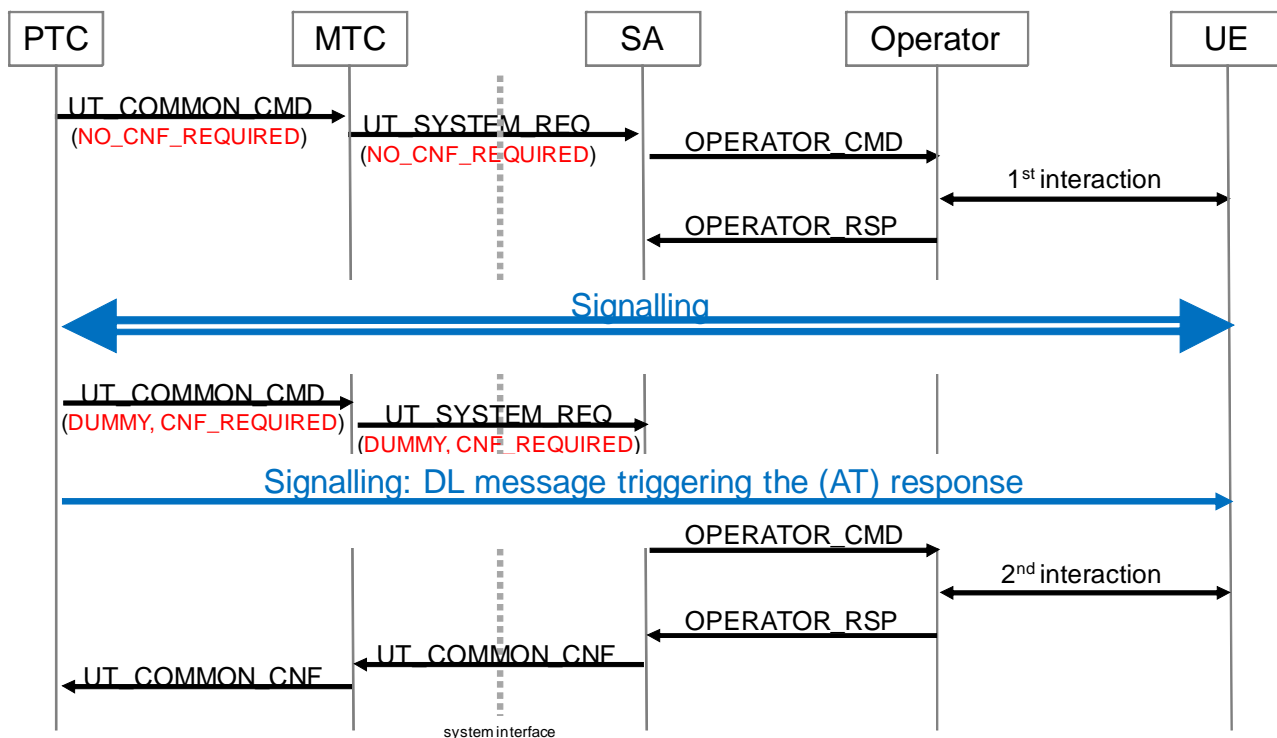 PTC MTC SA Operator UE
UT_COMMON_CMD
(NO_CNF_REQUIRED)
UT_SYSTEM_REQ
(NO_CNF_REQUIRED)
OPERATOR_CMD
1st interaction
OPERATOR_RSP
Signalling
UT_COMMON_CMD
(DUMMY, CNF_REQUIRED)
UT_SYSTEM_REQ
(DUMMY, CNF_REQUIRED)
Signalling: DL message triggering the (AT) response
OPERATOR_CMD
2nd interaction
OPERATOR_RSP
UT_COMMON_CNF
UT_COMMON_CNF
system interface